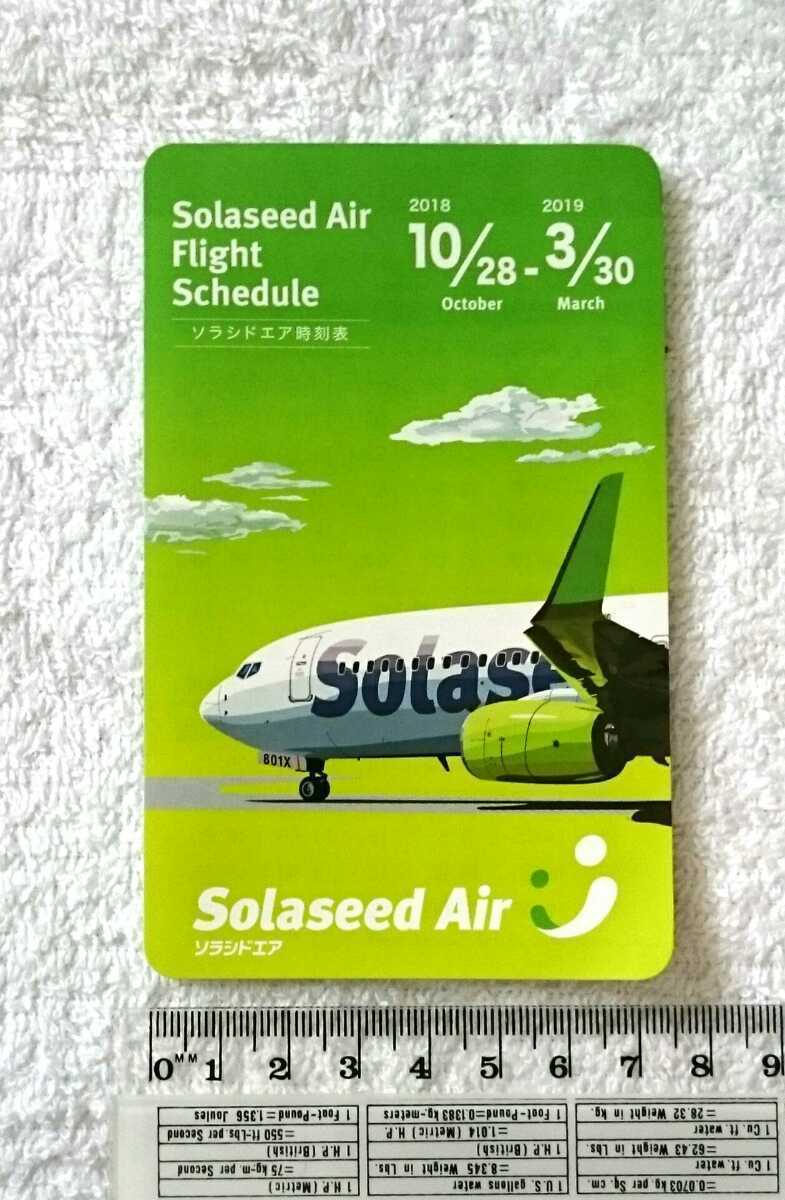 Solaseed Air
Flight
Schedule
ソラシドエア時刻表
2018 2019
10/28 - 3/30
October March
Solase
801X
Solaseed Air
ソラシドエア
0 MM 1 2 3 4 5 6 7 8 9
1 Foot-Pound=1.356 Joules
=550 ft-Lbs. per Second
1 H.P (British)
=75 kg-m. per Second
1 H.P (Metric)
1 Foot-Pound=0.1383 kg-meters
=1.014 (Metric) H.P.
1 H.P (British)
=8.345 Weight in Lbs.
1 U.S. gallons water
=28.32 Weight in kg.
1 Cu. ft. water
=62.43 Weight in Lbs.
1 Cu. ft. water
=0.0703 kg per Sq. cm.